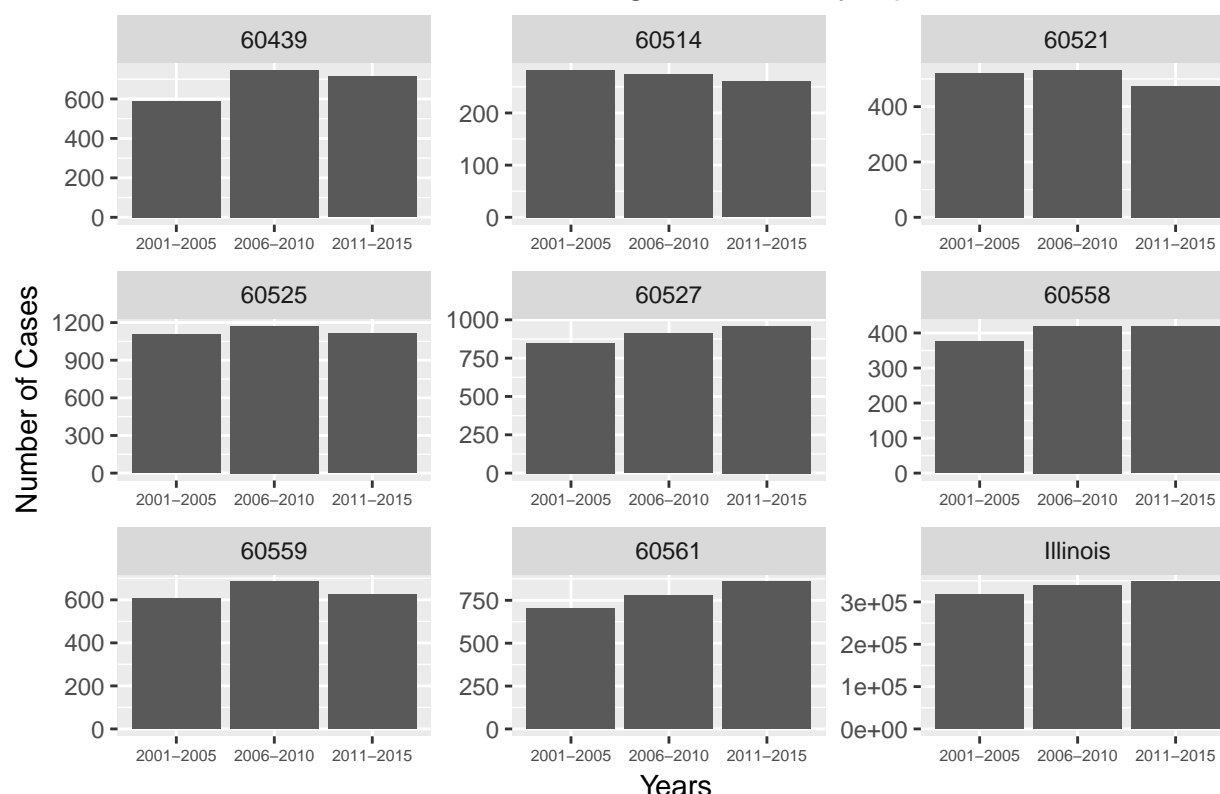 60439 60514 60521
600 200 400
400 100 200
200 0 0
0
2001–2005 2006–2010 2011–2015 2001–2005 2006–2010 2011–2015 2001–2005 2006–2010 2011–2015
Number of Cases
60525 60527 60558
1200 1000 400
900 750 300
600 500 200
300 250 100
0 0 0
2001–2005 2006–2010 2011–2015 2001–2005 2006–2010 2011–2015 2001–2005 2006–2010 2011–2015
60559 60561 Illinois
600 750 3e+05
400 500 2e+05
200 250 1e+05
0 0 0e+00
2001–2005 2006–2010 2011–2015 2001–2005 2006–2010 2011–2015 2001–2005 2006–2010 2011–2015
Years